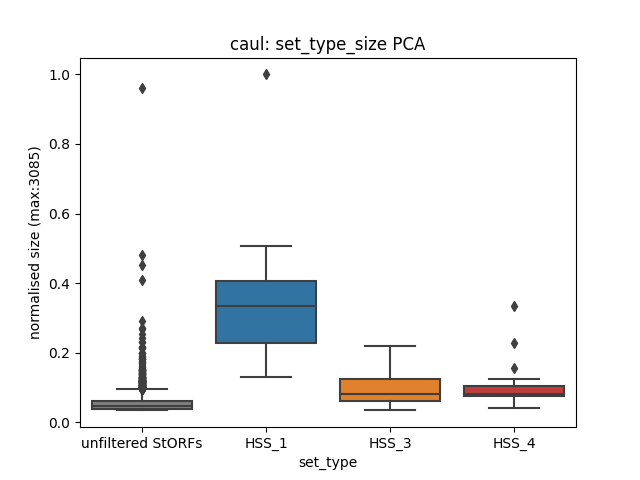 caul: set_type_size PCA
normalised size (max:3085)
1.0
0.8
0.6
0.4
0.2
0.0
unfiltered StORFs HSS_1 HSS_3 HSS_4
set_type